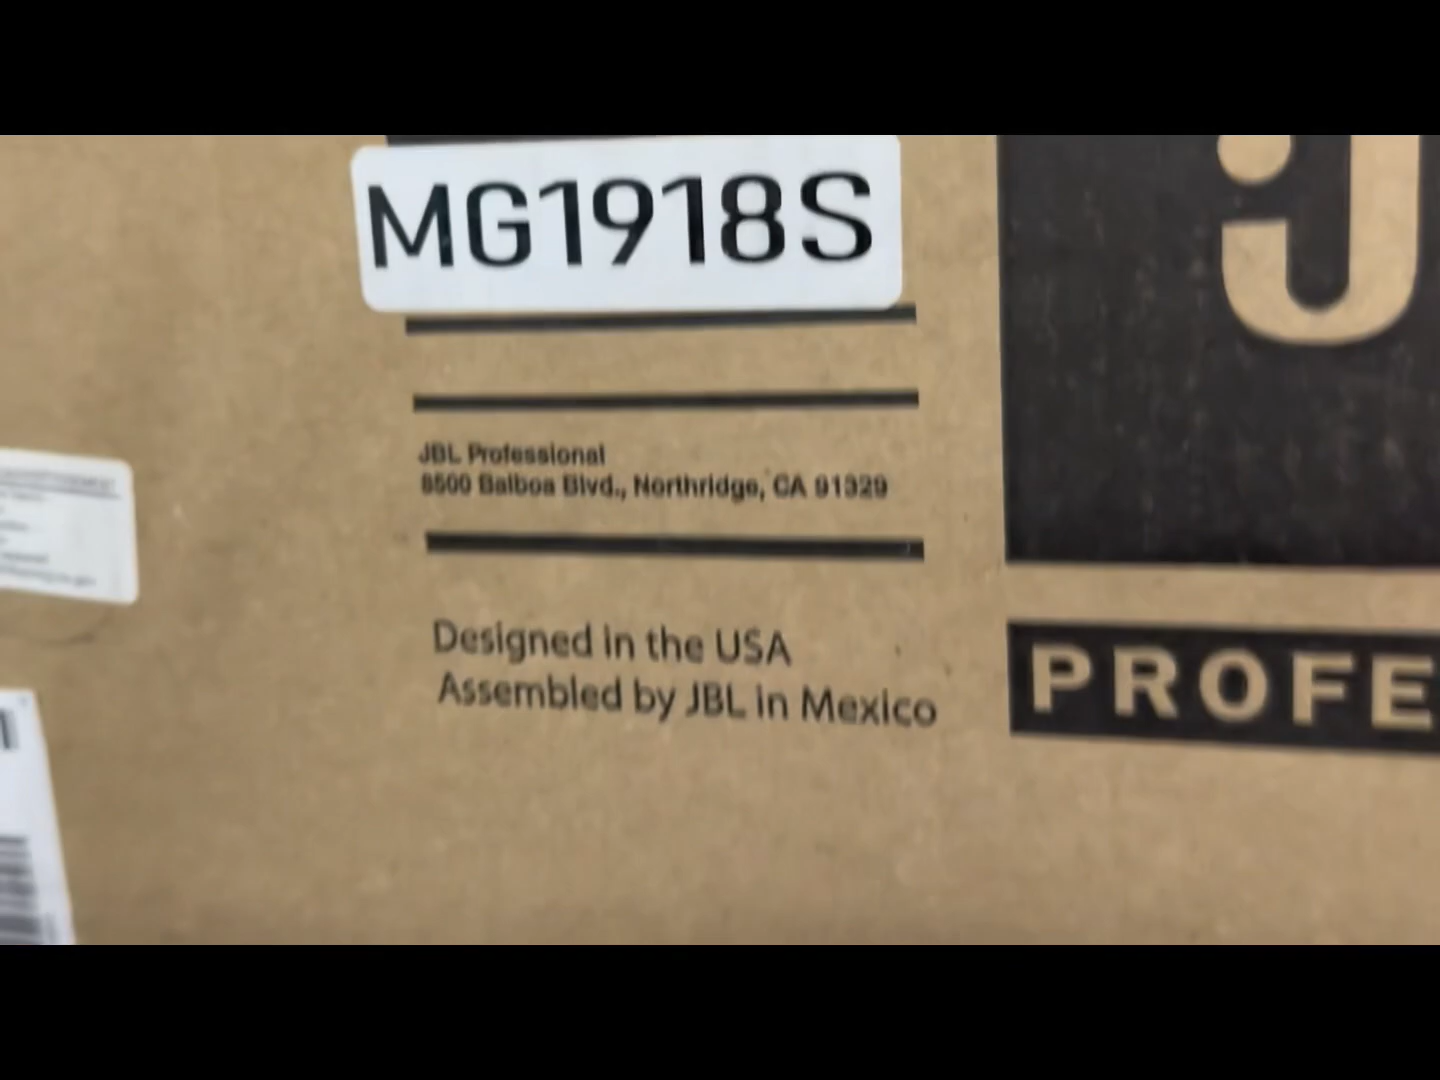 MG1918S
JBL Professional
8500 Balboa Blvd., Northridge, CA 91329
Designed in the USA
Assembled by JBL in Mexico
J
PROFE